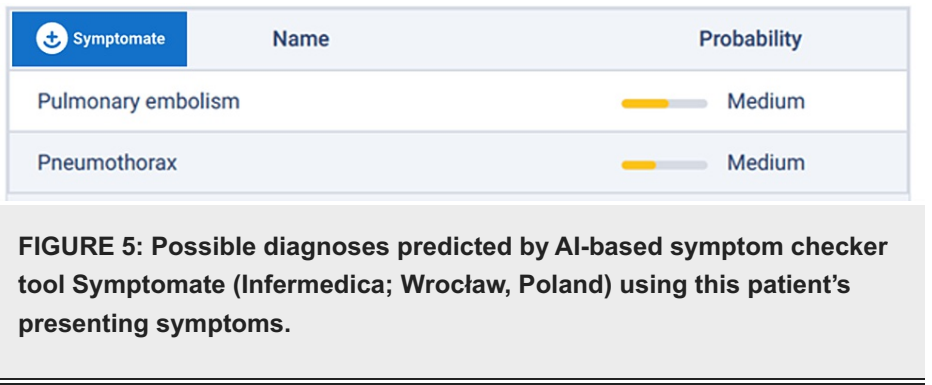 Symptomate Name Probability
Pulmonary embolism Medium
Pneumothorax Medium
FIGURE 5: Possible diagnoses predicted by AI-based symptom checker
tool Symptomate (Infermedica; Wrocław, Poland) using this patient’s
presenting symptoms.